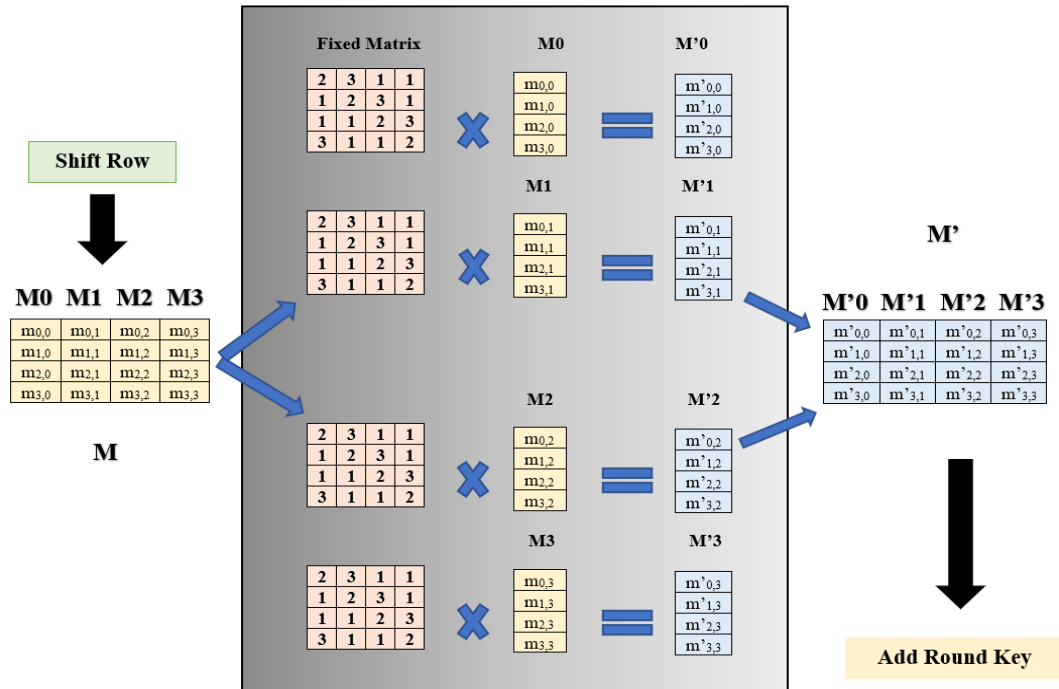 Shift Row
M0 M1 M2 M3
m0,0 m0,1 m0,2 m0,3
m1,0 m1,1 m1,2 m1,3
m2,0 m2,1 m2,2 m2,3
m3,0 m3,1 m3,2 m3,3
M
Fixed Matrix M0 M'0
2 3 1 1
1 2 3 1
1 1 2 3
3 1 1 2
m0,0
m1,0
m2,0
m3,0
m'0,0
m'1,0
m'2,0
m'3,0
M1 M'1
2 3 1 1
1 2 3 1
1 1 2 3
3 1 1 2
m0,1
m1,1
m2,1
m3,1
m'0,1
m'1,1
m'2,1
m'3,1
M2 M'2
2 3 1 1
1 2 3 1
1 1 2 3
3 1 1 2
m0,2
m1,2
m2,2
m3,2
m'0,2
m'1,2
m'2,2
m'3,2
M3 M'3
2 3 1 1
1 2 3 1
1 1 2 3
3 1 1 2
m0,3
m1,3
m2,3
m3,3
m'0,3
m'1,3
m'2,3
m'3,3
M'
M'0 M'1 M'2 M'3
m'0,0 m'0,1 m'0,2 m'0,3
m'1,0 m'1,1 m'1,2 m'1,3
m'2,0 m'2,1 m'2,2 m'2,3
m'3,0 m'3,1 m'3,2 m'3,3
Add Round Key